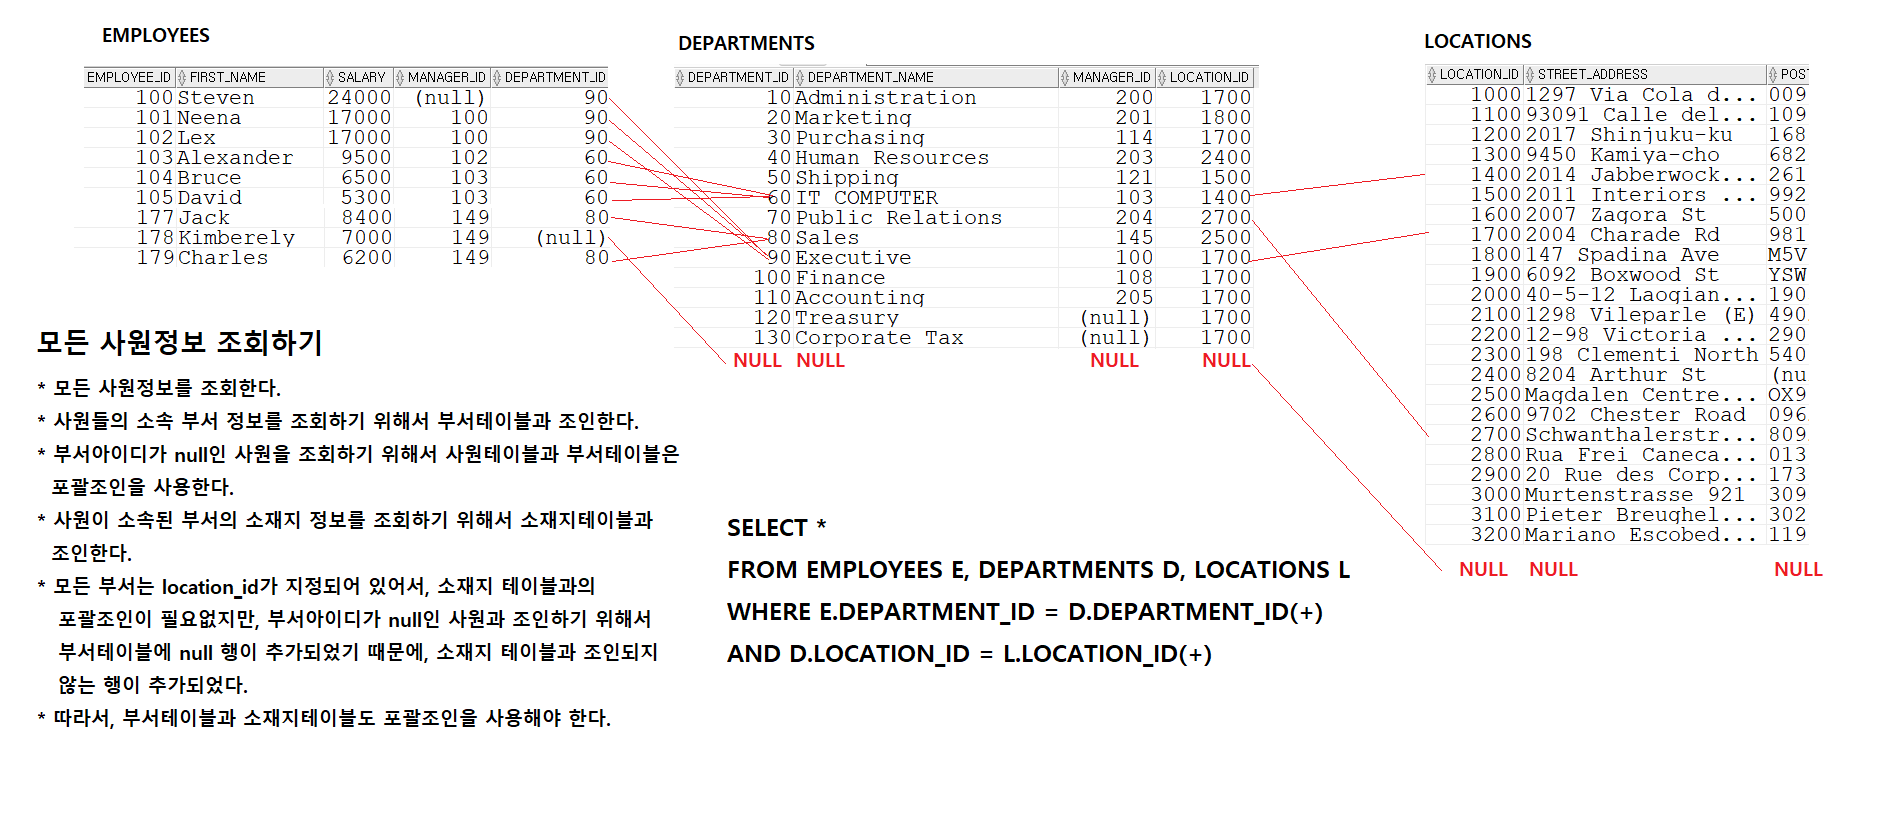 EMPLOYEES
EMPLOYEE_ID FIRST_NAME SALARY MANAGER_ID DEPARTMENT_ID
100 Steven 24000 (null) 90
101 Neena 17000 100 90
102 Lex 17000 100 90
103 Alexander 9500 102 60
104 Bruce 6500 103 60
105 David 5300 103 60
177 Jack 8400 149 80
178 Kimberely 7000 149 (null)
179 Charles 6200 149 80
DEPARTMENTS
DEPARTMENT_ID DEPARTMENT_NAME MANAGER_ID LOCATION_ID
10 Administration 200 1700
20 Marketing 201 1800
30 Purchasing 114 1700
40 Human Resources 203 2400
50 Shipping 121 1500
60 IT COMPUTER 103 1400
70 Public Relations 204 2700
80 Sales 145 2500
90 Executive 100 1700
100 Finance 108 1700
110 Accounting 205 1700
120 Treasury (null) 1700
130 Corporate Tax (null) 1700
NULL NULL NULL NULL
LOCATIONS
LOCATION_ID STREET_ADDRESS POST
1000 1297 Via Cola d... 009
1100 93091 Calle del... 109
1200 2017 Shinjuku-ku 168
1300 9450 Kamiya-cho 682
1400 2014 Jabberwock... 261
1500 2011 Interiors ... 992
1600 2007 Zagora St 500
1700 2004 Charade Rd 981
1800 147 Spadina Ave M5V
1900 6092 Boxwood St YSW
2000 40-5-12 Laogian... 190
2100 1298 Vileparle (E) 490
2200 12-98 Victoria ... 290
2300 198 Clementi North 540
2400 8204 Arthur St (nu
2500 Magdalen Centre... OX9
2600 9702 Chester Road 096
2700 Schwanthalerstr... 809
2800 Rua Frei Caneca... 013
2900 20 Rue des Corp... 173
3000 Murtenstrasse 921 309
3100 Pieter Breughel... 302
3200 Mariano Escobed... 119
NULL NULL NULL
모든 사원정보 조회하기
* 모든 사원정보를 조회한다.
* 사원들의 소속 부서 정보를 조회하기 위해서 부서테이블과 조인한다.
* 부서아이디가 null인 사원을 조회하기 위해서 사원테이블과 부서테이블은
포괄조인을 사용한다.
* 사원이 소속된 부서의 소재지 정보를 조회하기 위해서 소재지테이블과
조인한다.
* 모든 부서는 location_id가 지정되어 있어서, 소재지 테이블과의
포괄조인이 필요없지만, 부서아이디가 null인 사원과 조인하기 위해서
부서테이블에 null 행이 추가되었기 때문에, 소재지 테이블과 조인되지
않는 행이 추가되었다.
* 따라서, 부서테이블과 소재지테이블도 포괄조인을 사용해야 한다.
SELECT *
FROM EMPLOYEES E, DEPARTMENTS D, LOCATIONS L
WHERE E.DEPARTMENT_ID = D.DEPARTMENT_ID(+)
AND D.LOCATION_ID = L.LOCATION_ID(+)